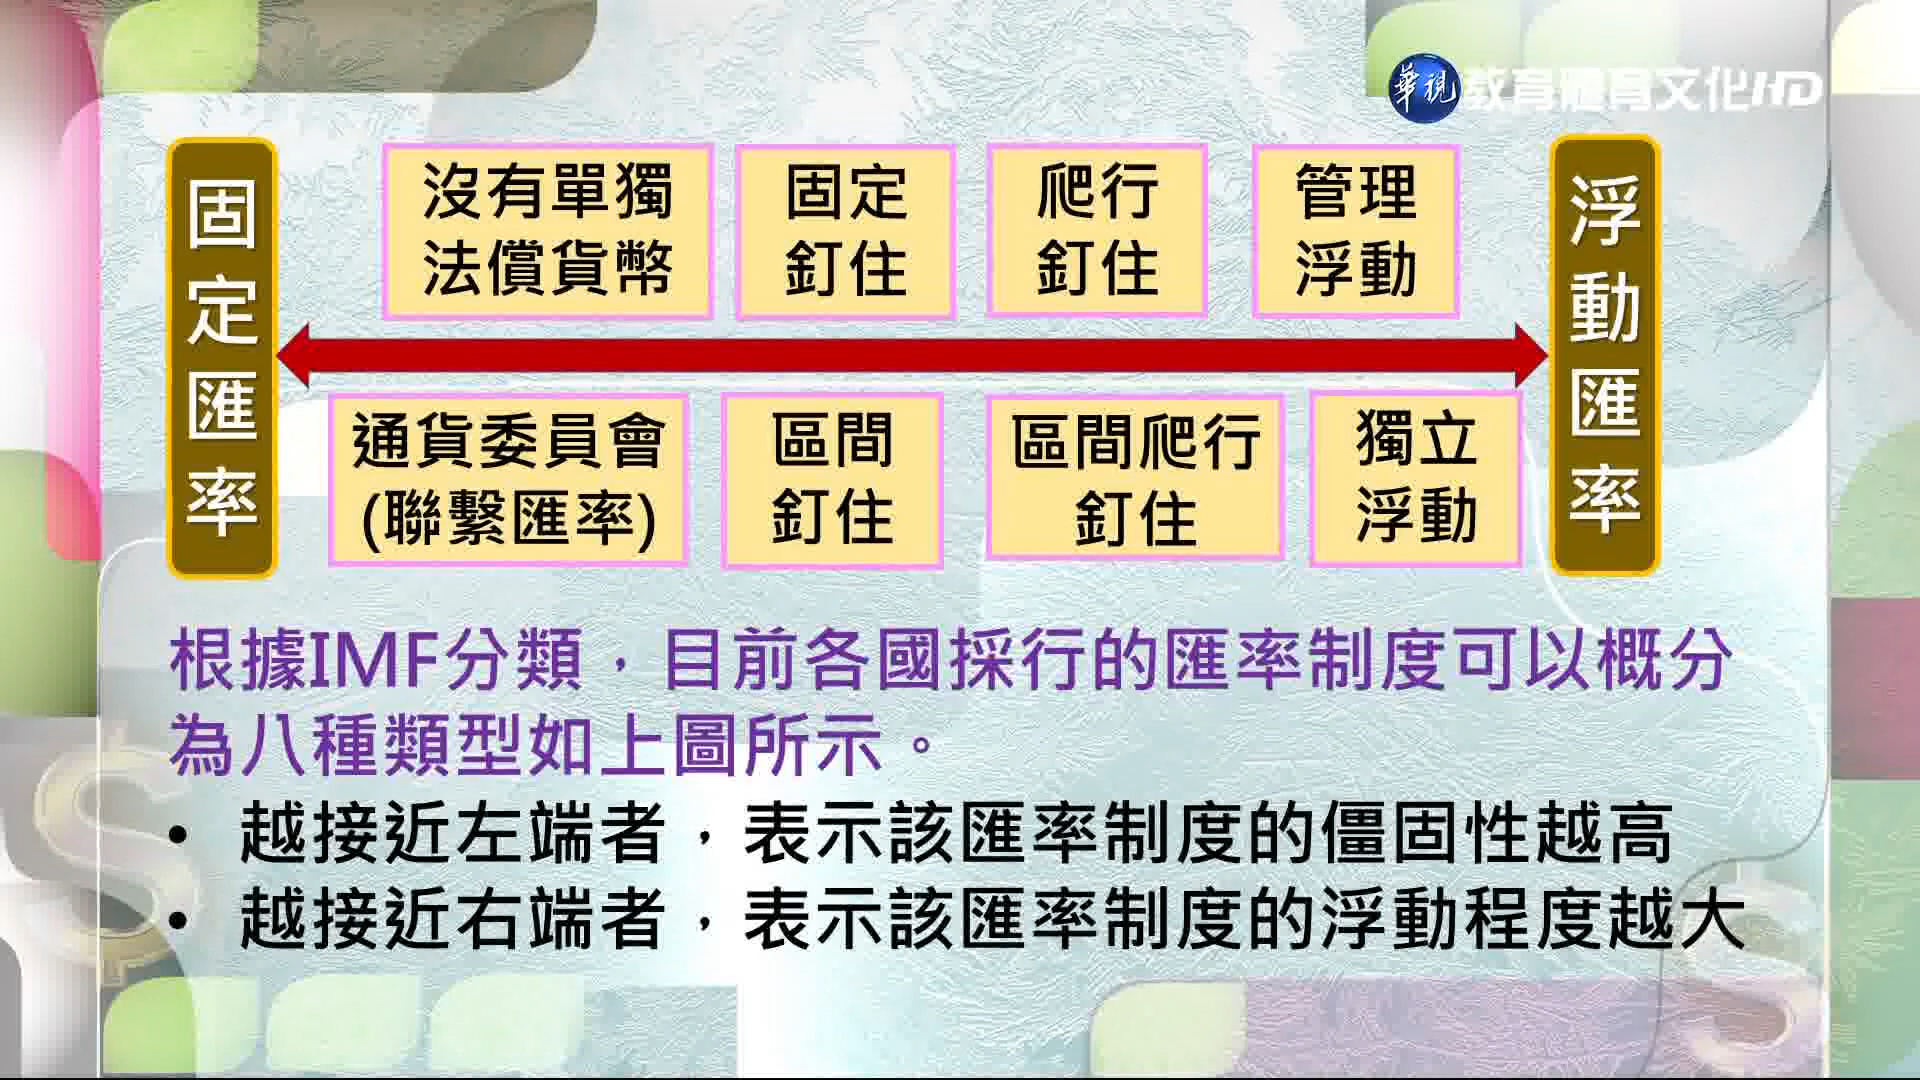 華視 教育體育文化HD
固定匯率
沒有單獨
法償貨幣
固定
釘住
爬行
釘住
管理
浮動
浮動匯率
通貨委員會
(聯繫匯率)
區間
釘住
區間爬行
釘住
獨立
浮動
根據IMF分類，目前各國採行的匯率制度可以概分
為八種類型如上圖所示。
• 越接近左端者，表示該匯率制度的僵固性越高
• 越接近右端者，表示該匯率制度的浮動程度越大